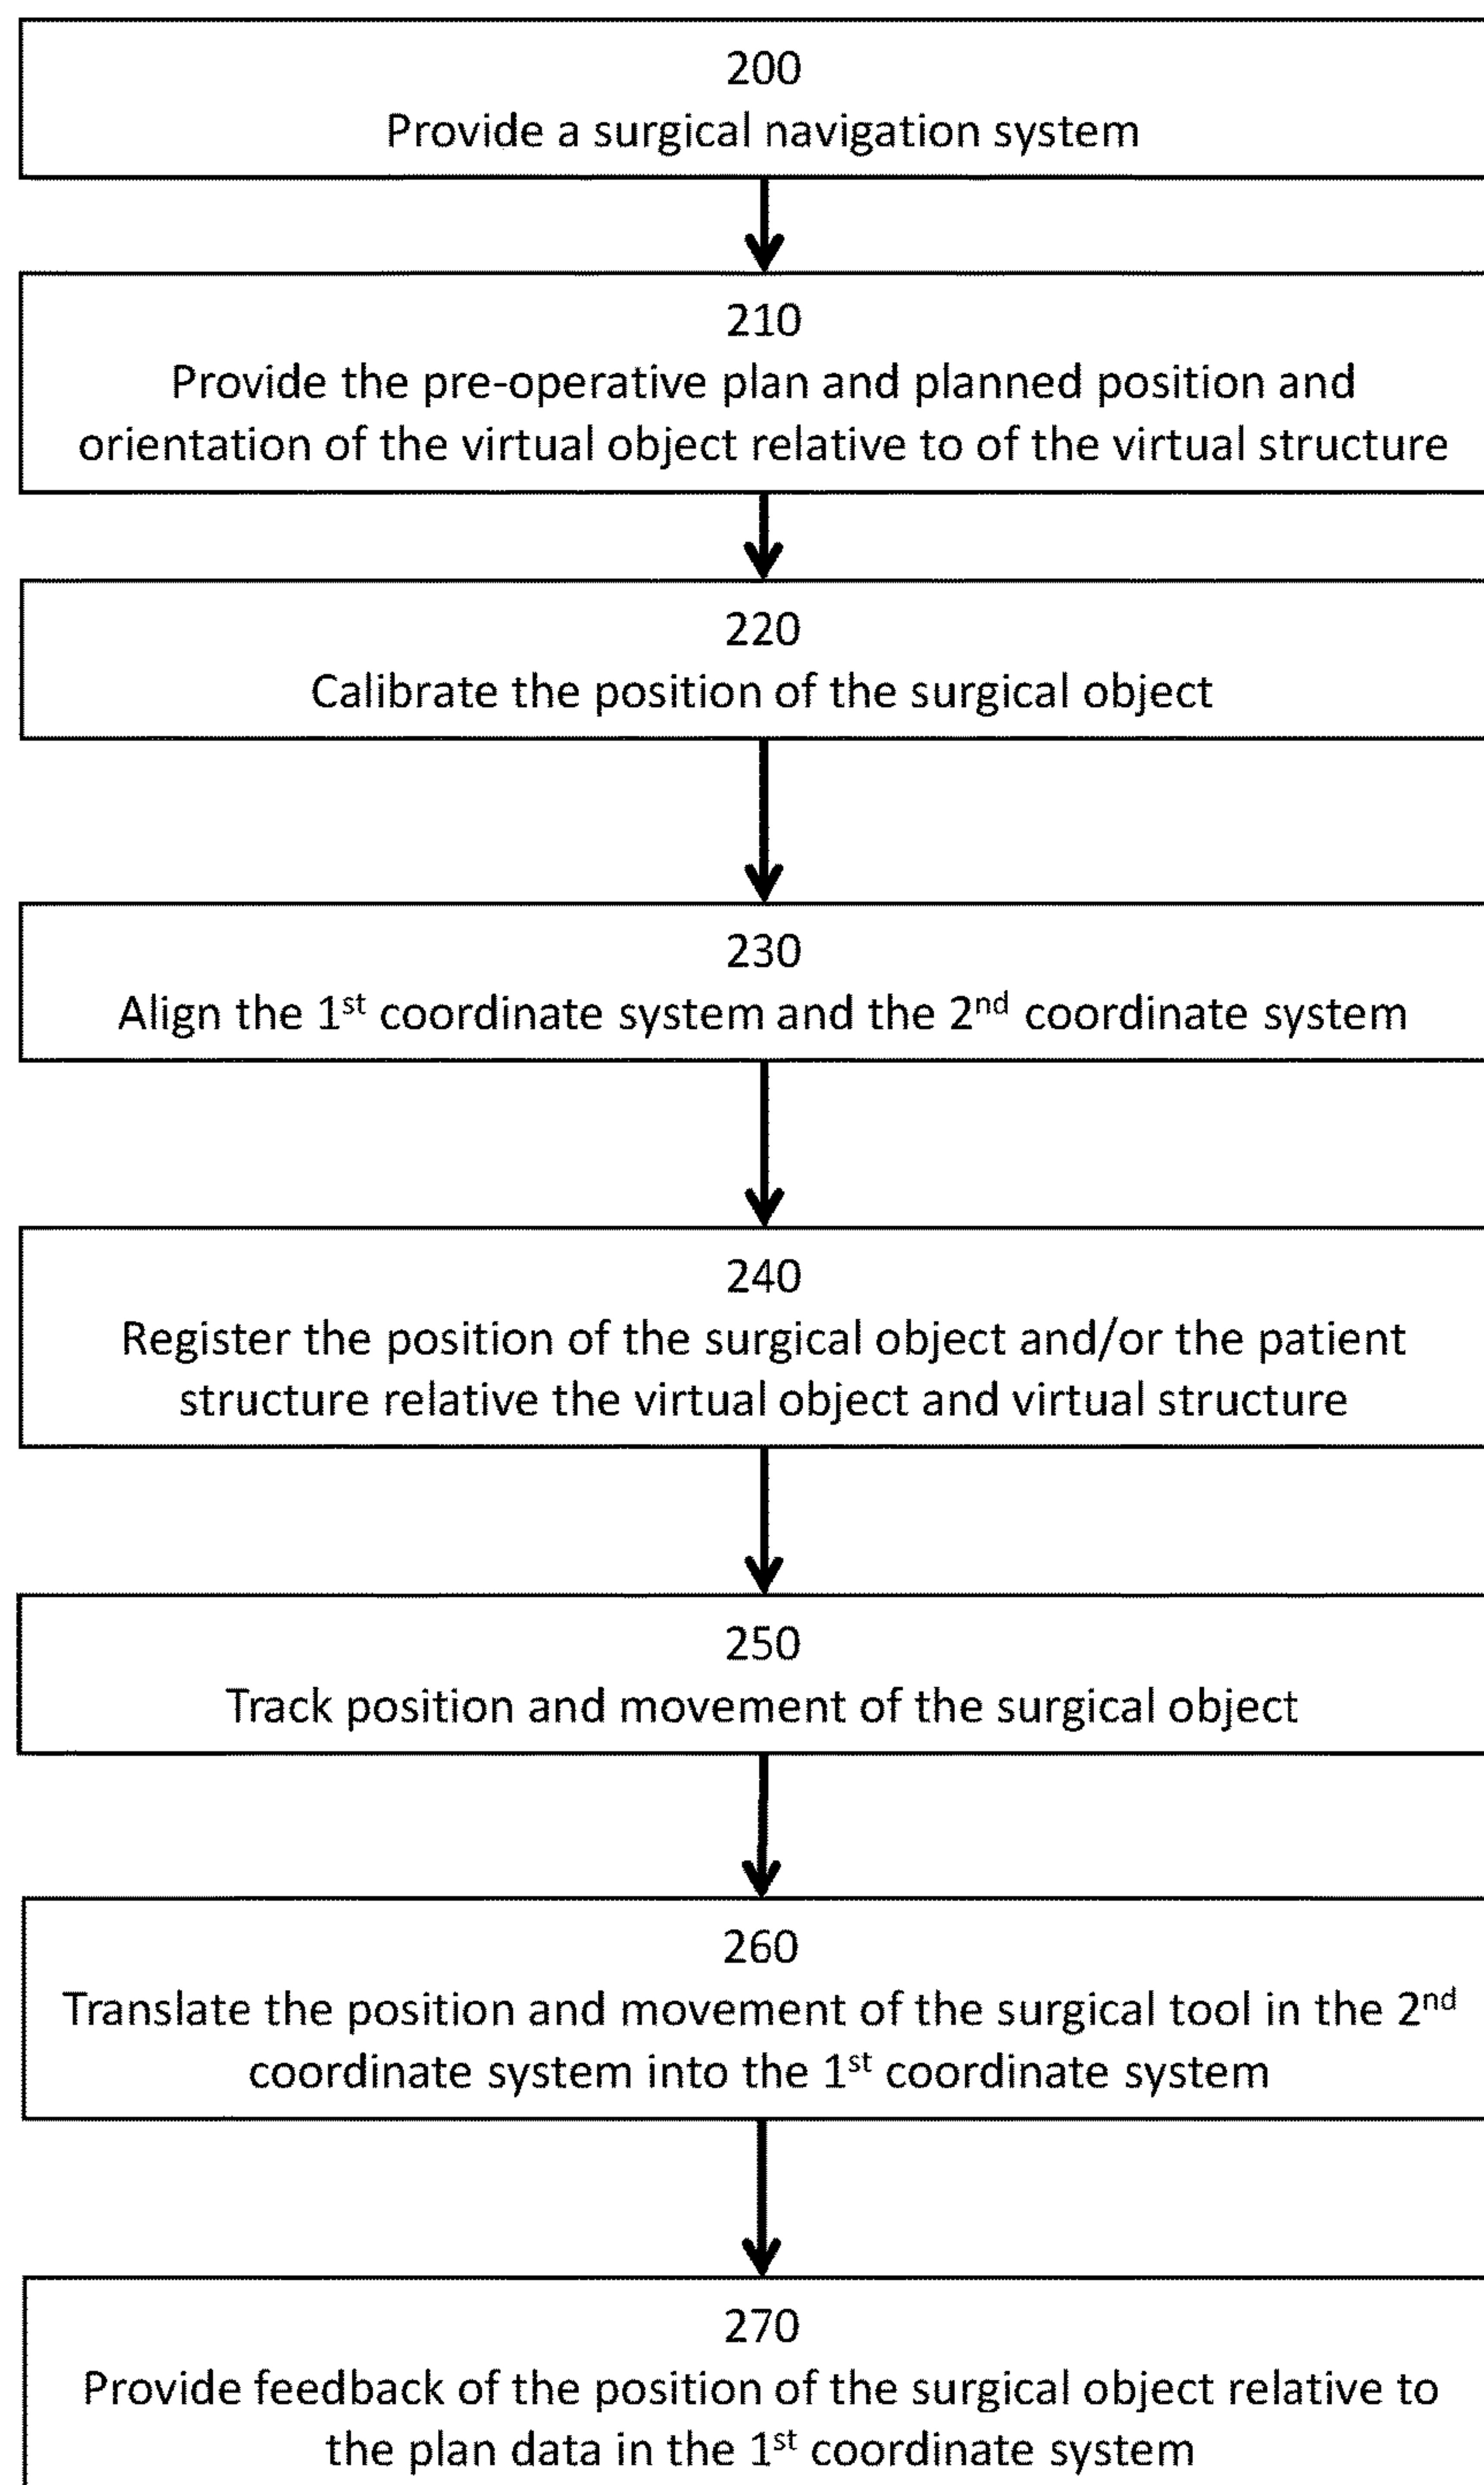 200
Provide a surgical navigation system
210
Provide the pre-operative plan and planned position and
orientation of the virtual object relative to of the virtual structure
220
Calibrate the position of the surgical object
230
Align the 1st coordinate system and the 2nd coordinate system
240
Register the position of the surgical object and/or the patient
structure relative the virtual object and virtual structure
250
Track position and movement of the surgical object
260
Translate the position and movement of the surgical tool in the 2nd
coordinate system into the 1st coordinate system
270
Provide feedback of the position of the surgical object relative to
the plan data in the 1st coordinate system